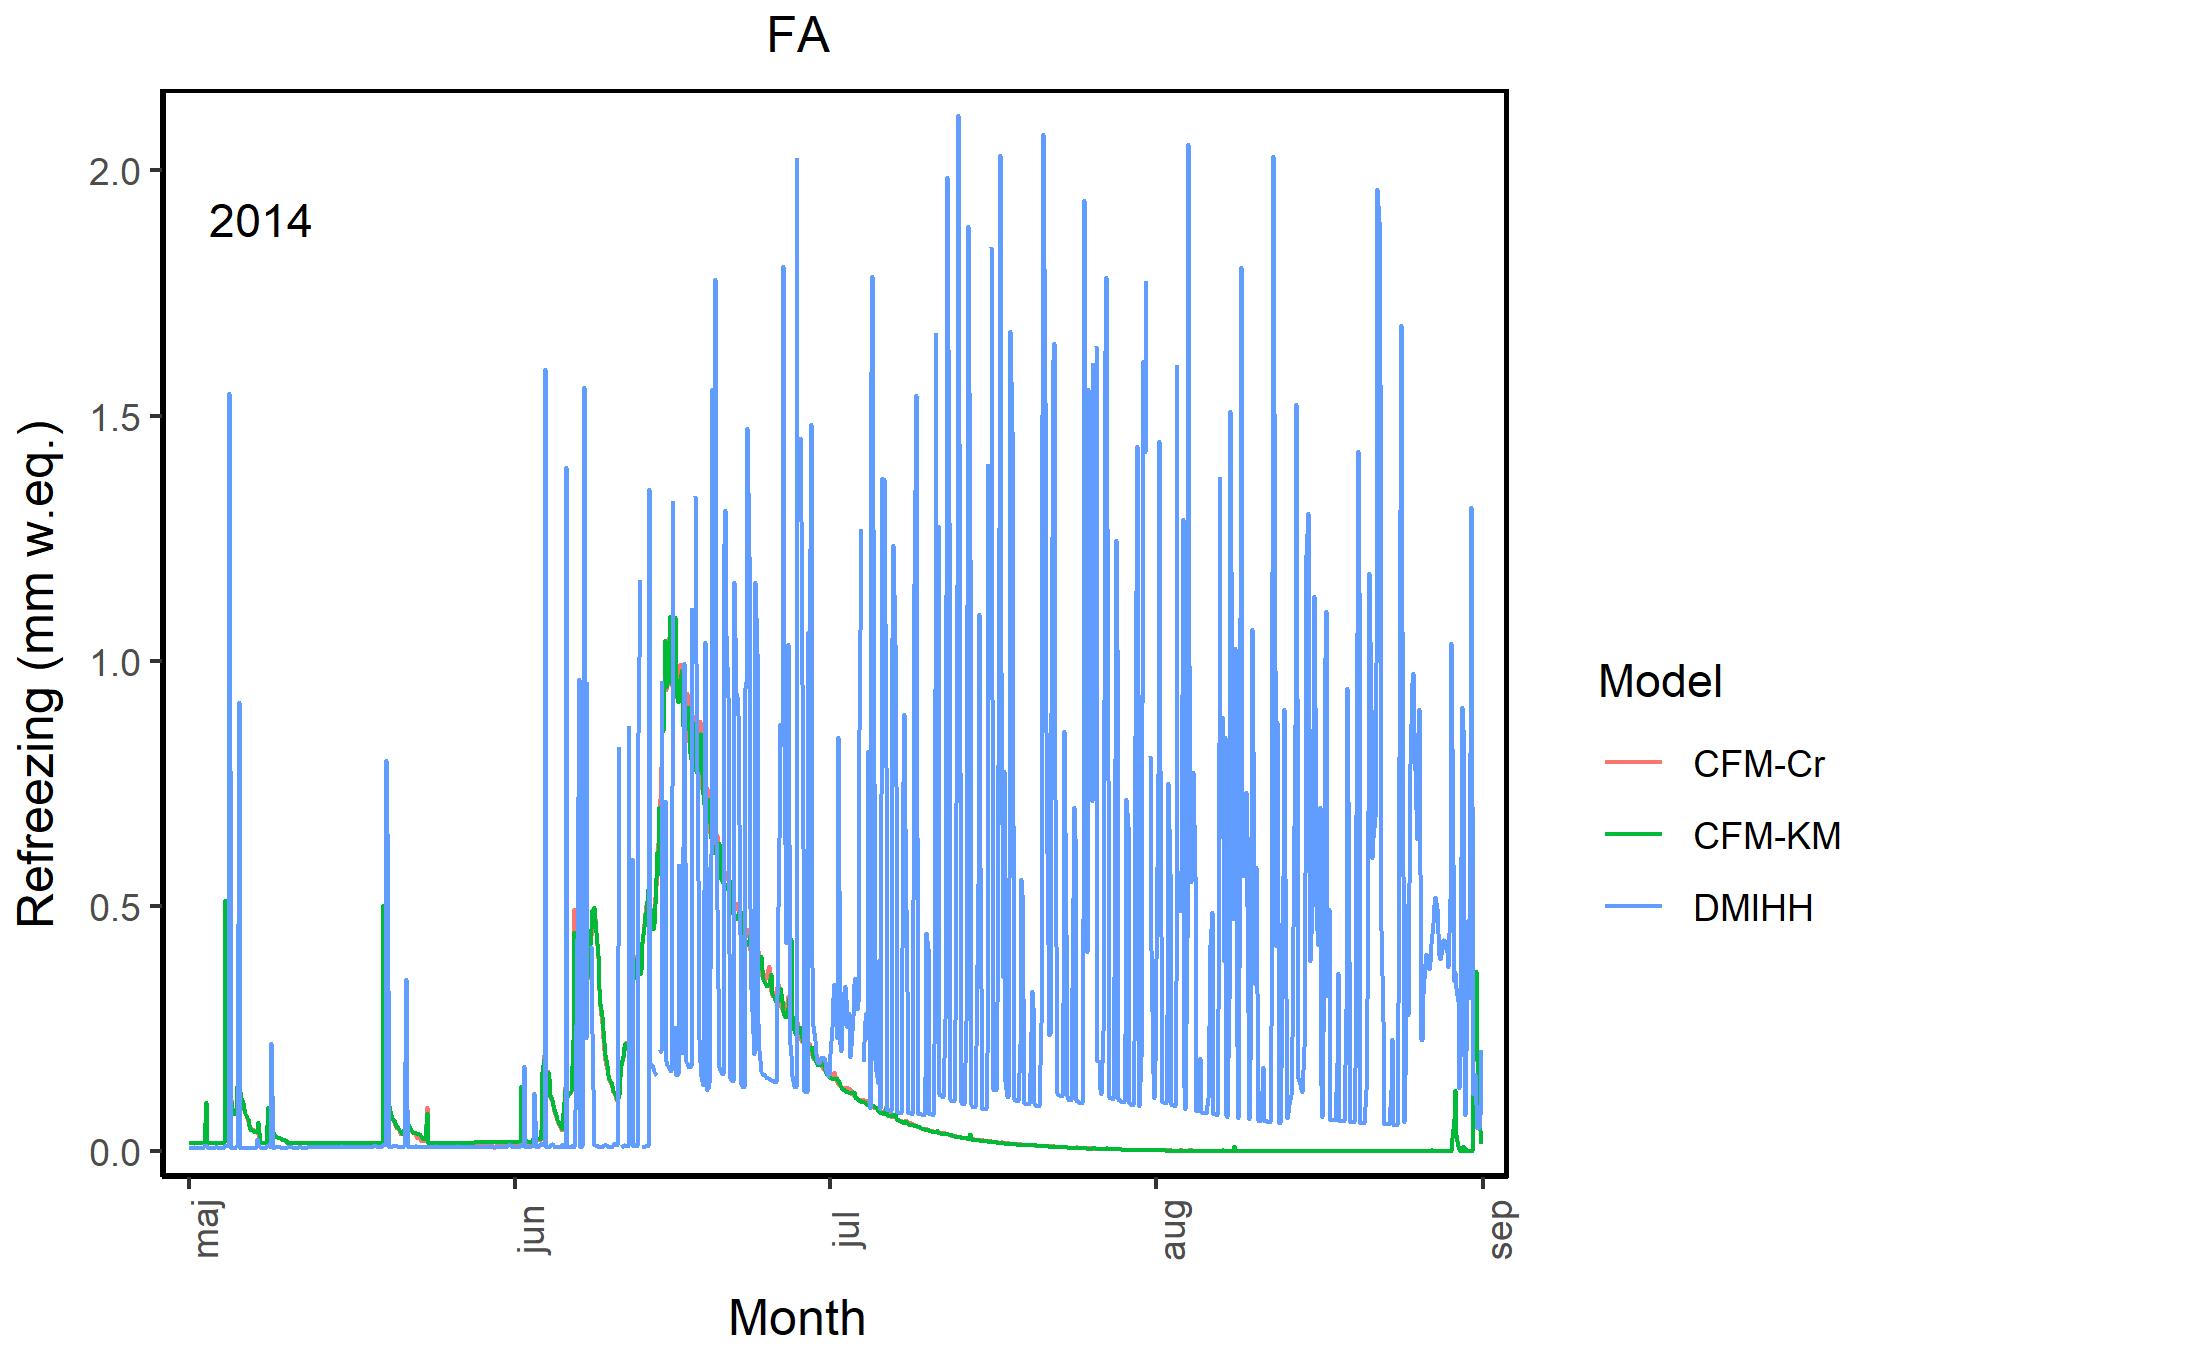 FA
2.0
1.5
1.0
0.5
0.0
Refreezing (mm w.eq.)
2014
maj
jun
jul
aug
sep
Month
Model
CFM-Cr
CFM-KM
DMIHH